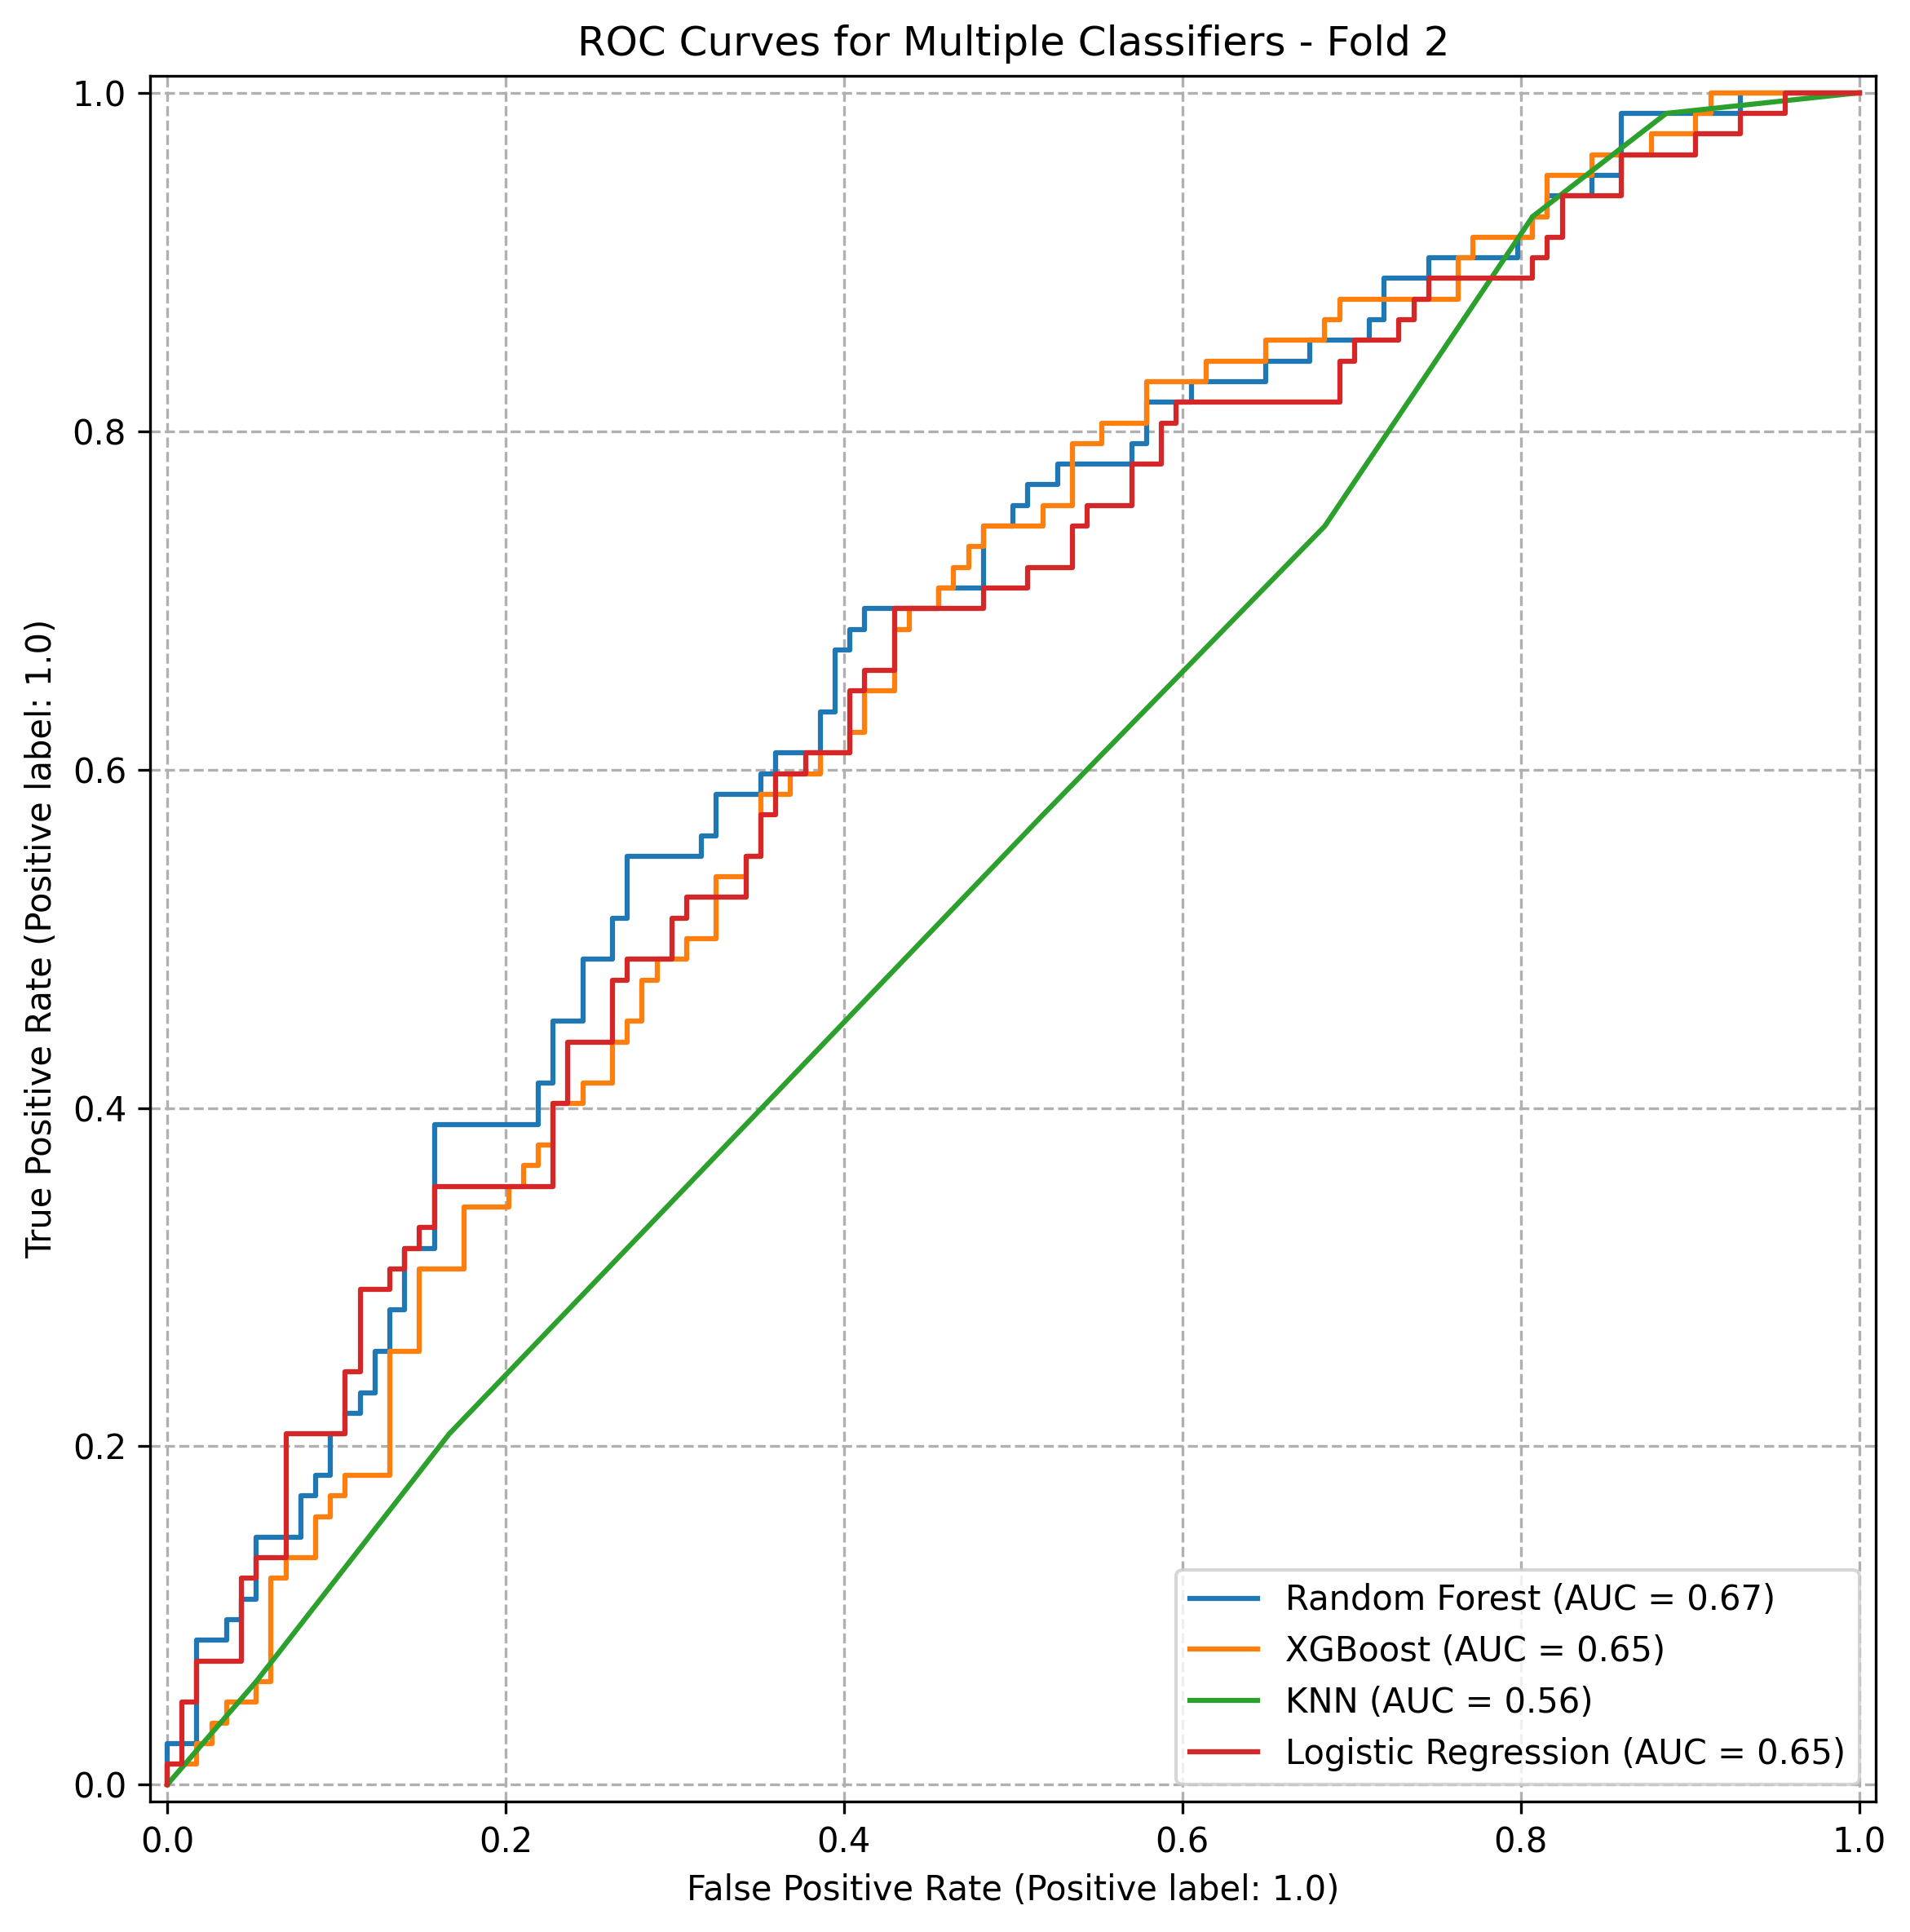 ROC Curves for Multiple Classifiers - Fold 2
True Positive Rate (Positive label: 1.0)
1.0
0.8
0.6
0.4
0.2
0.0
Random Forest (AUC = 0.67)
XGBoost (AUC = 0.65)
KNN (AUC = 0.56)
Logistic Regression (AUC = 0.65)
0.0 0.2 0.4 0.6 0.8 1.0
False Positive Rate (Positive label: 1.0)